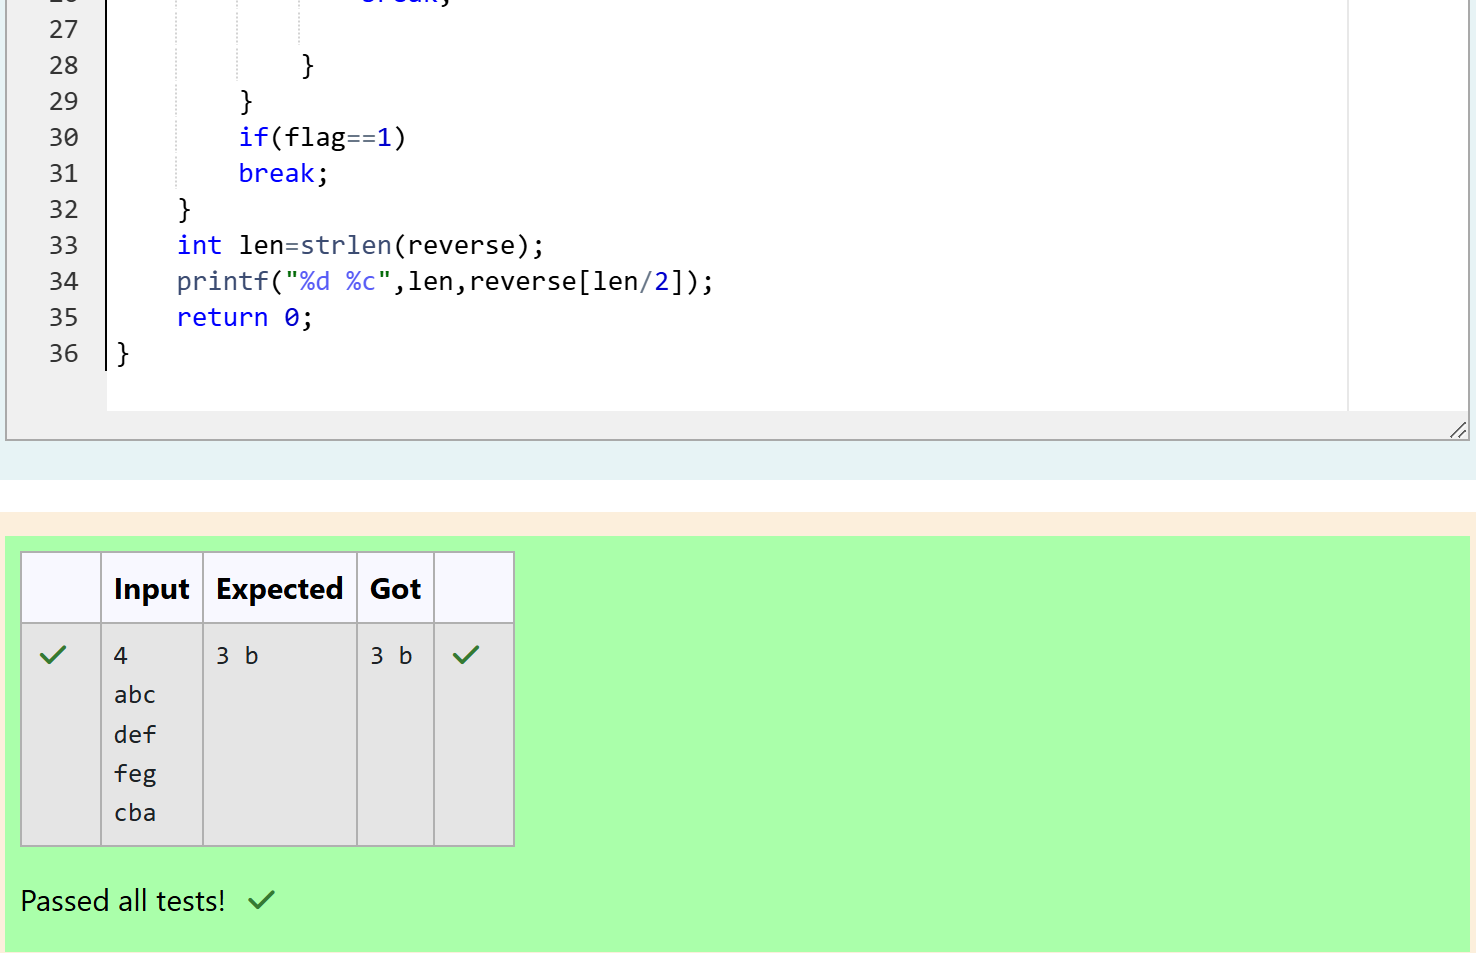 27
28 }
29 }
30 if(flag==1)
31 break;
32 }
33 int len=strlen(reverse);
34 printf("%d %c",len,reverse[len/2]);
35 return 0;
36 }
Input Expected Got
4 3 b 3 b
abc
def
feg
cba
Passed all tests!